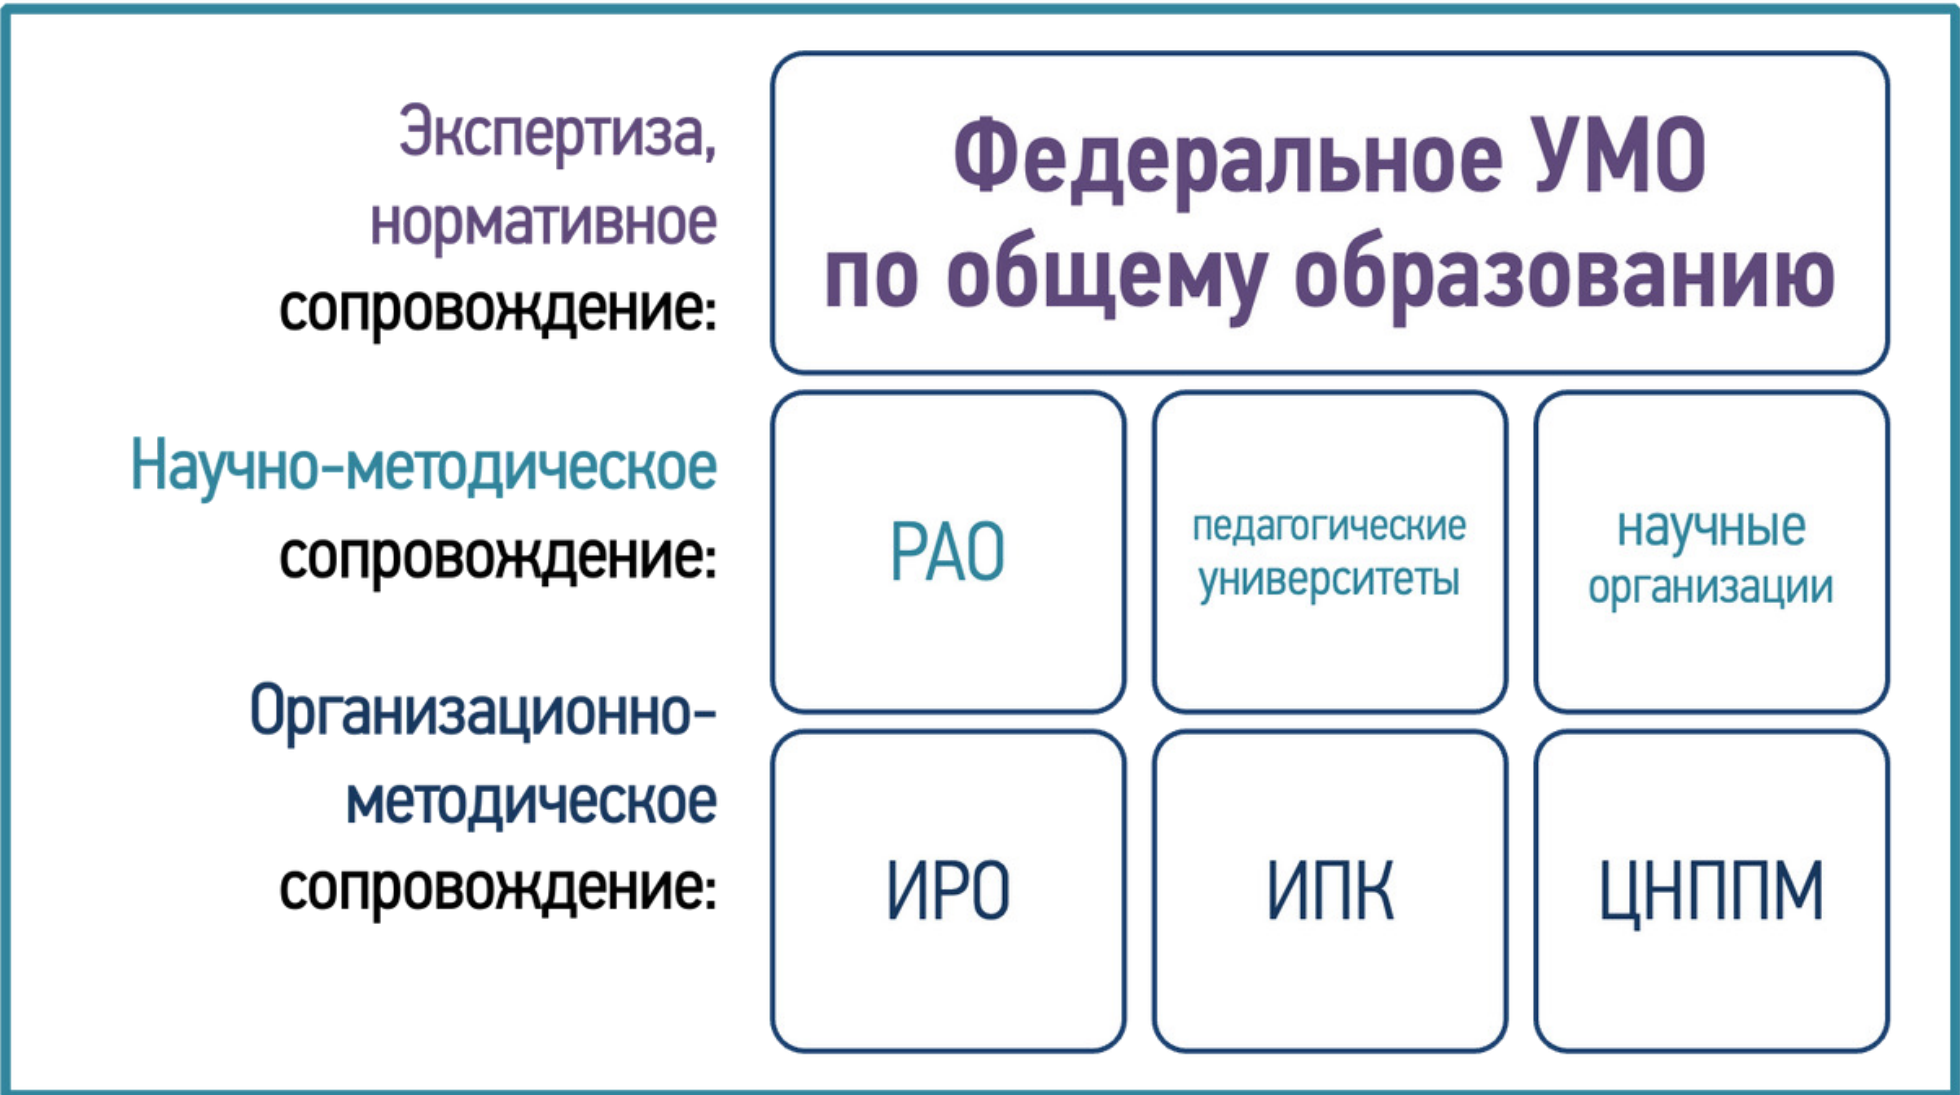 Экспертиза,
нормативное
сопровождение:
Федеральное УМО
по общему образованию
Научно-методическое
сопровождение:
РАО
педагогические
университеты
научные
организации
Организационно-
методическое
сопровождение:
ИРО
ИПК
ЦНППМ